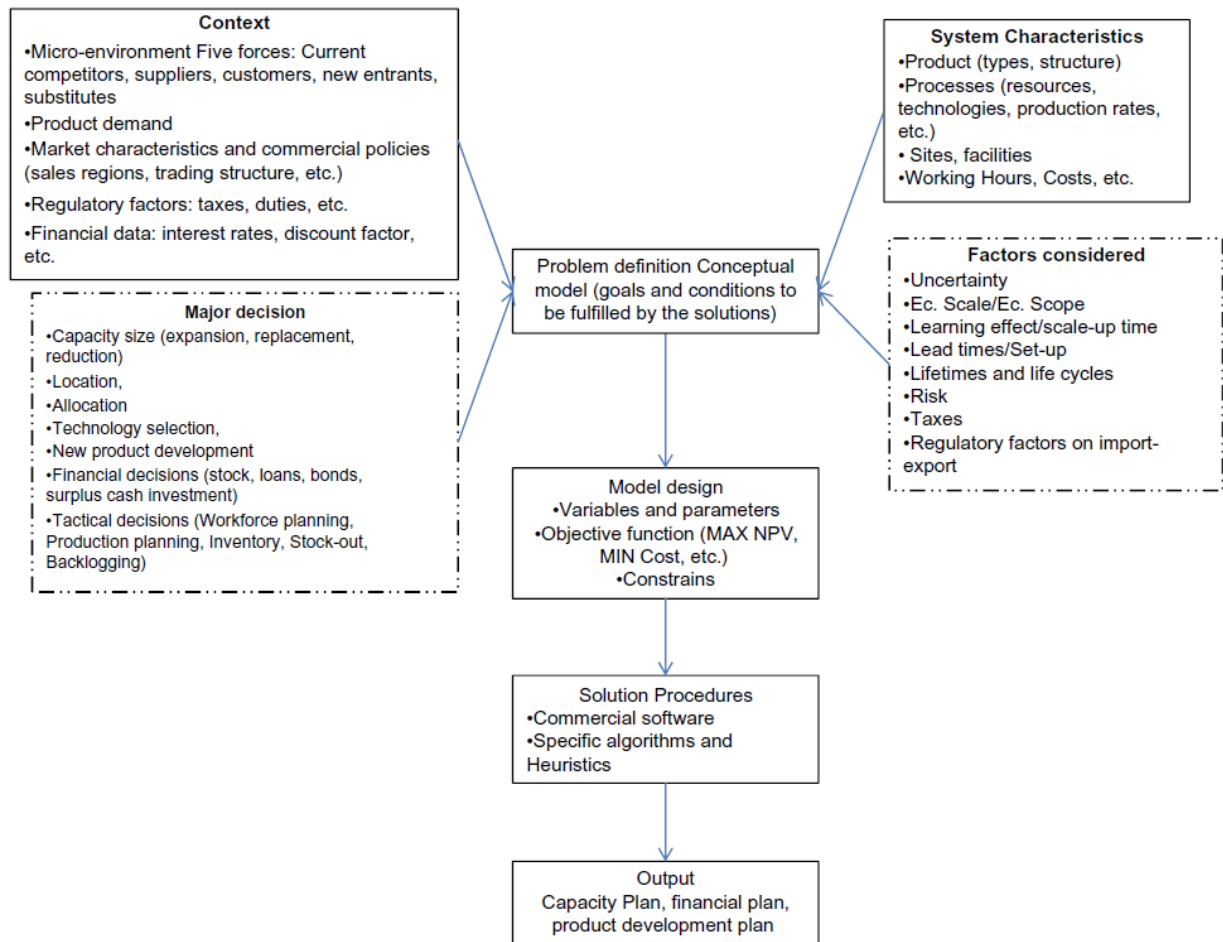 Context
•Micro-environment Five forces: Current
competitors, suppliers, customers, new entrants,
substitutes
•Product demand
•Market characteristics and commercial policies
(sales regions, trading structure, etc.)
•Regulatory factors: taxes, duties, etc.
•Financial data: interest rates, discount factor,
etc.
System Characteristics
•Product (types, structure)
•Processes (resources,
technologies, production rates,
etc.)
• Sites, facilities
•Working Hours, Costs, etc.
Major decision
•Capacity size (expansion, replacement,
reduction)
•Location,
•Allocation
•Technology selection,
•New product development
•Financial decisions (stock, loans, bonds,
surplus cash investment)
•Tactical decisions (Workforce planning,
Production planning, Inventory, Stock-out,
Backlogging)
Problem definition Conceptual
model (goals and conditions to
be fulfilled by the solutions)
Factors considered
•Uncertainty
•Ec. Scale/Ec. Scope
•Learning effect/scale-up time
•Lead times/Set-up
•Lifetimes and life cycles
•Risk
•Taxes
•Regulatory factors on import-
export
Model design
•Variables and parameters
•Objective function (MAX NPV,
MIN Cost, etc.)
•Constrains
Solution Procedures
•Commercial software
•Specific algorithms and
Heuristics
Output
Capacity Plan, financial plan,
product development plan